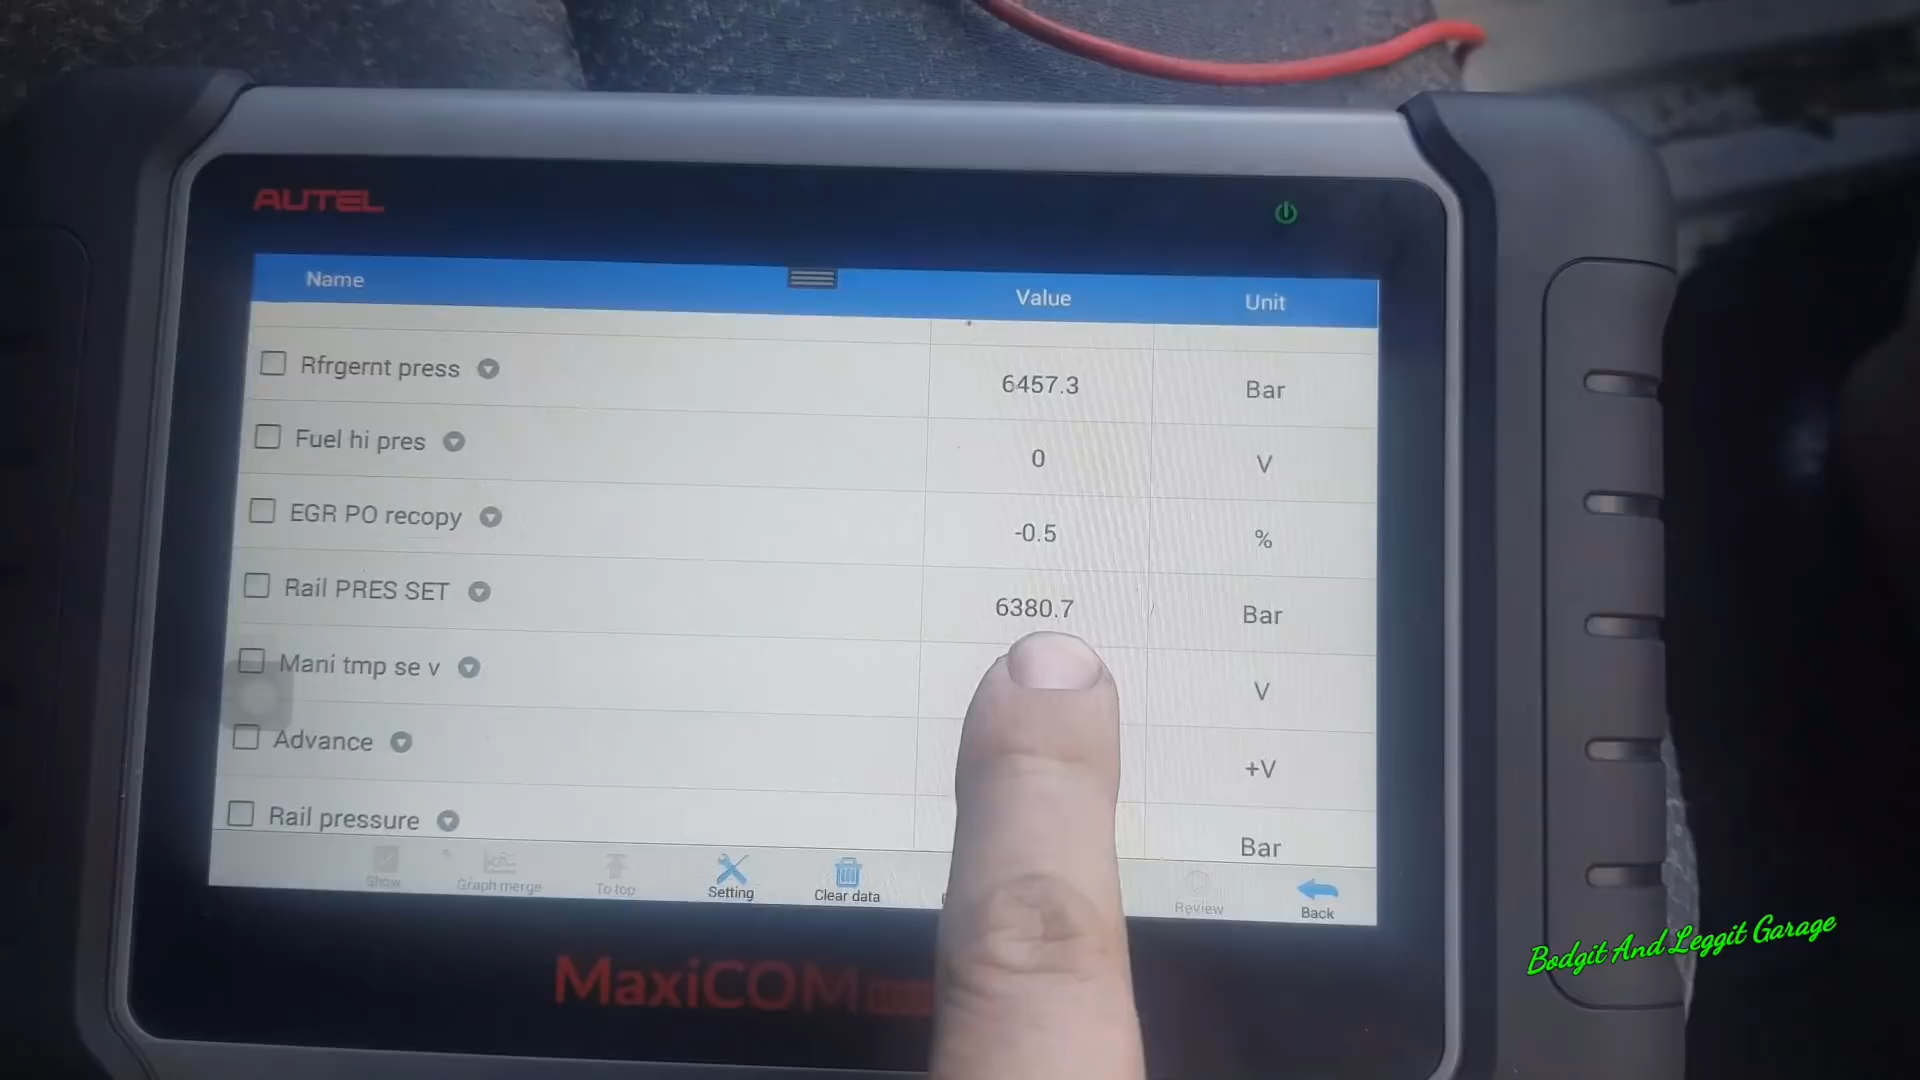 AUTEL
Name Value Unit
Rfrgernt press 6457.3 Bar
Fuel hi pres 0 V
EGR PO recopy -0.5 %
Rail PRES SET 6380.7 Bar
Mani tmp se v V
Advance +V
Rail pressure Bar
Show Graph merge To top Setting Clear data Review Back
MaxiCOM
Bodgit And Leggit Garage